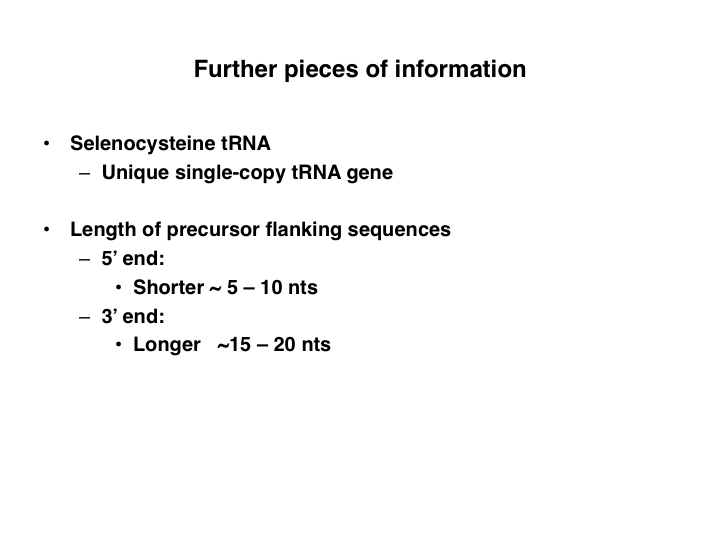 Further pieces of information
• Selenocysteine tRNA
– Unique single-copy tRNA gene
• Length of precursor flanking sequences
– 5’ end:
• Shorter ~ 5 – 10 nts
– 3’ end:
• Longer   ~15 – 20 nts